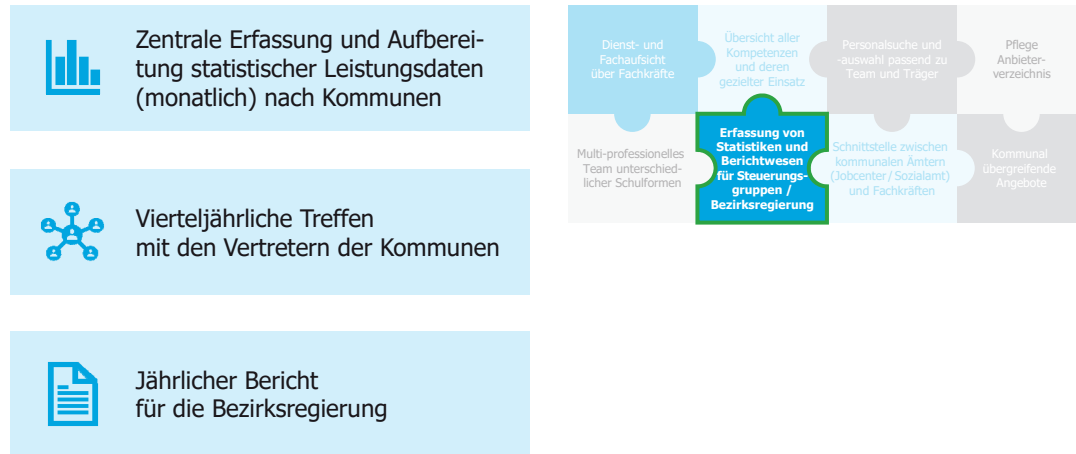 Zentrale Erfassung und Aufberei-
tung statistischer Leistungsdaten
(monatlich) nach Kommunen
Vierteljährliche Treffen
mit den Vertretern der Kommunen
Jährlicher Bericht
für die Bezirksregierung
Dienst- und
Fachaufsicht
über Fachkräfte
Übersicht aller
Kompetenzen
und deren
gezielter Einsatz
Personalsuche und
-auswahl passend zu
Team und Träger
Pflege
Anbieter-
verzeichnis
Multi-professionelles
Team unterschied-
licher Schulformen
Erfassung von
Statistiken und
Berichtwesen
für Steuerungs-
gruppen /
Bezirksregierung
Schnittstelle zwischen
kommunalen Ämtern
(Jobcenter / Sozialamt)
und Fachkräften
Kommunal
übergreifende
Angebote